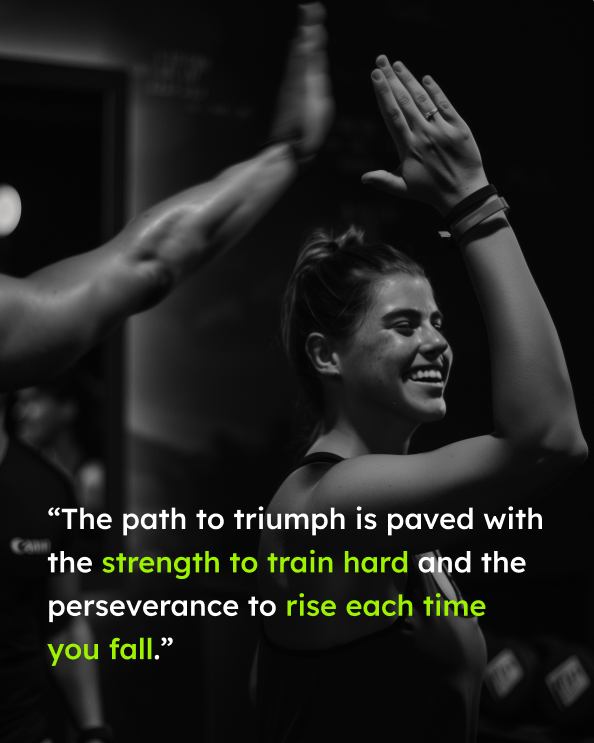 “The path to triumph is paved with
the strength to train hard and the
perseverance to rise each time
you fall.”